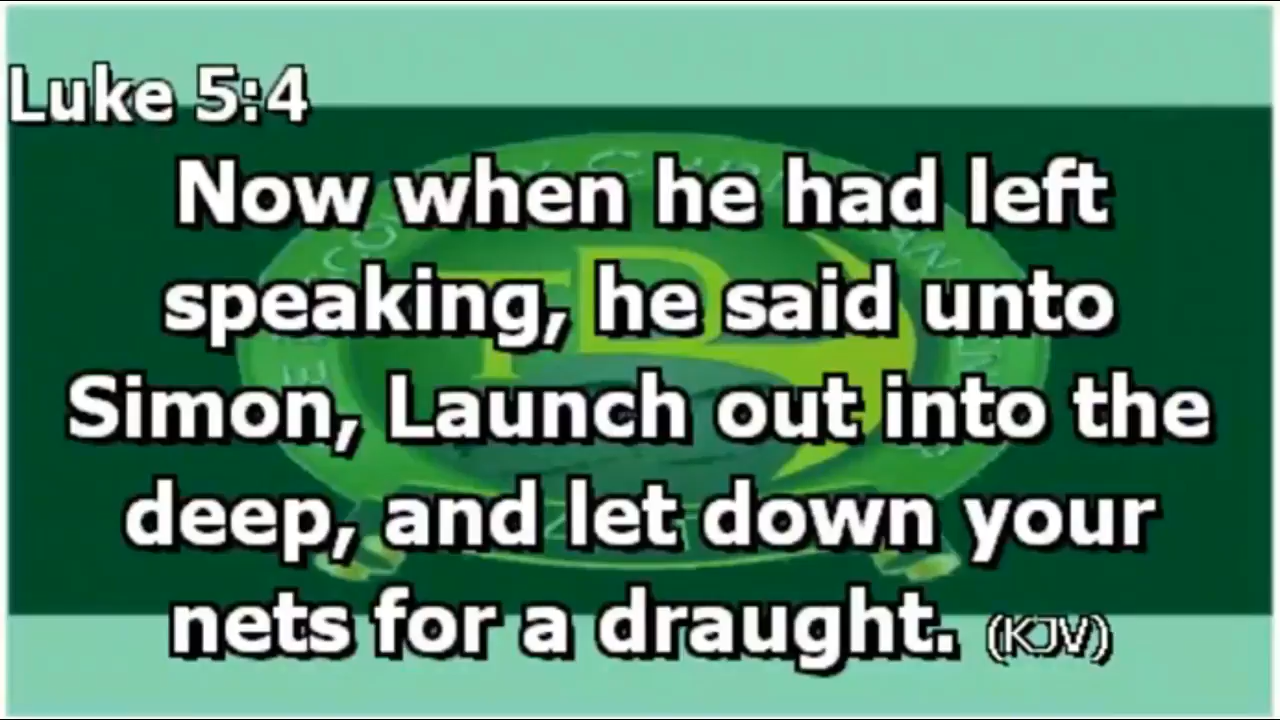 Luke 5:4
Now when he had left
speaking, he said unto
Simon, Launch out into the
deep, and let down your
nets for a draught. (KJV)